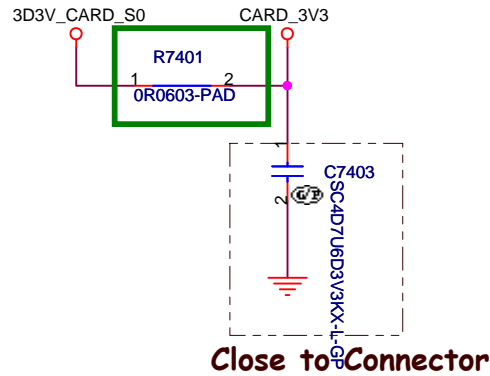 3D3V_CARD_S0 CARD_3V3
R7401
1 2
0R0603-PAD
1
C7403
SC4D7U6D3V3KX-L-GP
2
G/P
Close to Connector